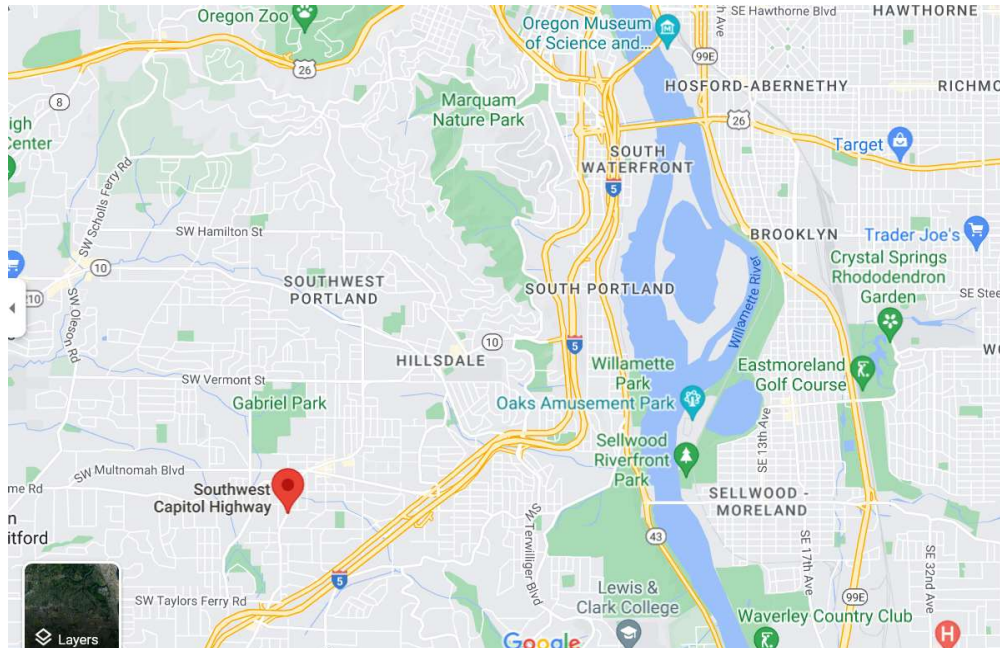 Oregon Zoo
Oregon Museum
of Science and...
SE Hawthorne Blvd
HAWTHORNE
26
99E
8
HOSFORD-ABERNETHY
RICHMO
Marquam
Nature Park
26
igh
Center
Target
SOUTH
WATERFRONT
5
SW Scholls Ferry Rd
SW Hamilton St
BROOKLYN
Trader Joe's
10
Crystal Springs
Rhododendron
Garden
SOUTHWEST
PORTLAND
SOUTH PORTLAND
Willamette River
210
SE Stee
SW Oleson Rd
10
5
HILLSDALE
Willamette
Park
Eastmoreland
Golf Course
SW Vermont St
Gabriel Park
Oaks Amusement Park
SE 13th Ave
Sellwood
Riverfront
Park
SW Multnomah Blvd
me Rd
Southwest
Capitol Highway
SELLWOOD -
MORELAND
itford
SW Terwilliger Blvd
43
SE 17th Ave
SE 32nd Ave
5
Lewis &
Clark College
SW Taylors Ferry Rd
99E
Waverley Country Club
Layers
Google
H